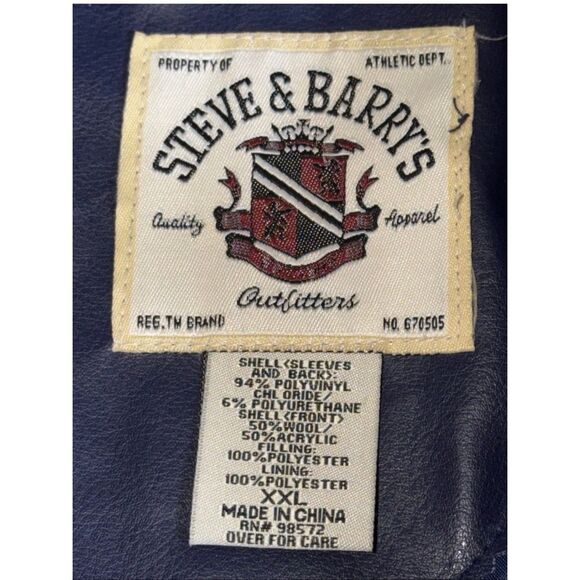 PROPERTY OF ATHLETIC DEPT.
STEVE & BARRY'S
Quality Apparel
Outfitters
REG.TM BRAND NO. 670505
SHELL(SLEEVES
AND BACK):
94% POLYVINYL
CHLORIDE/
6% POLYURETHANE
SHELL(FRONT)
50%WOOL/
50%ACRYLIC
FILLING:
100%POLYESTER
LINING:
100%POLYESTER
XXL
MADE IN CHINA
RN# 98572
OVER FOR CARE